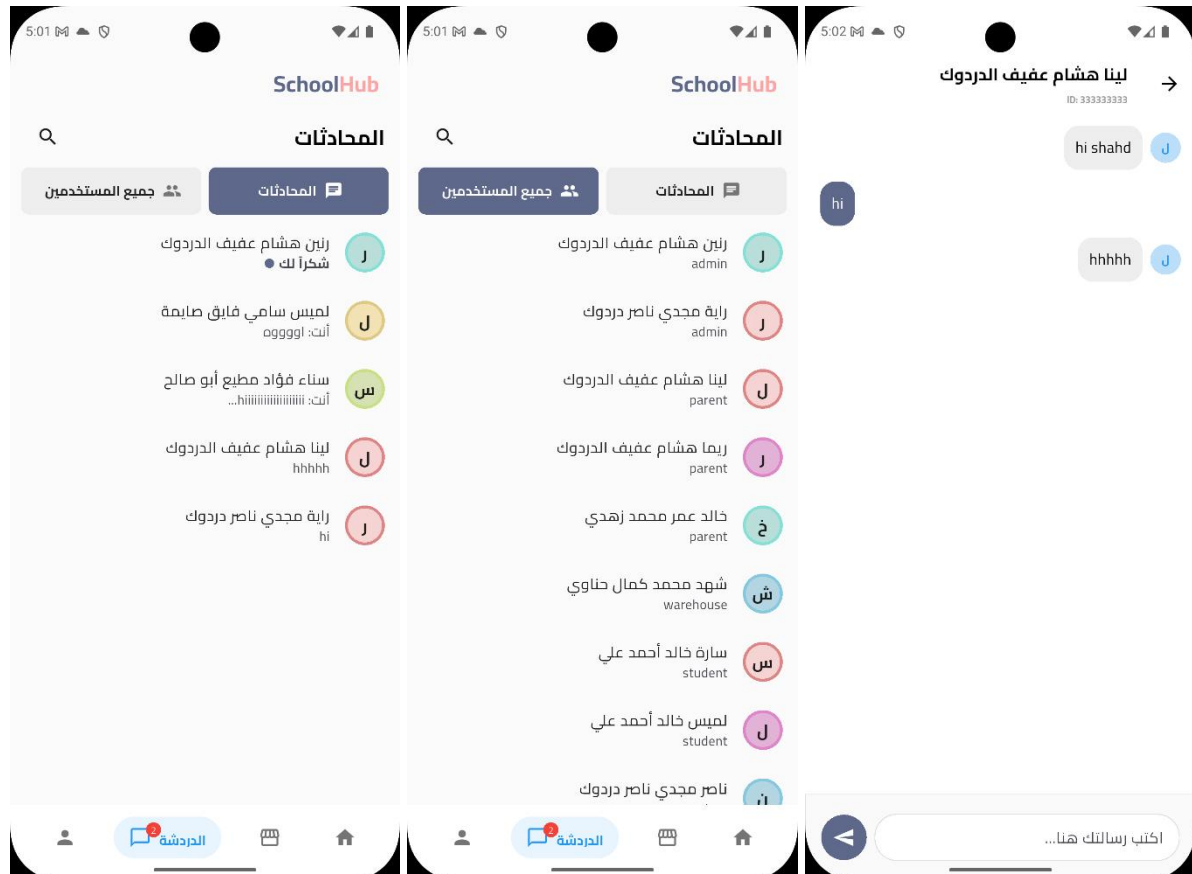 5:01
SchoolHub
المحادثات
المحادثات
جميع المستخدمين
ر
رنين هشام عفيف الدردوك
شكراً لك
ل
لميس سامي فايق صايمة
أنت: اووووه
س
سناء فؤاد مطيع أبو صالح
ل
لينا هشام عفيف الدردوك
hhhhh
ر
راية مجدي ناصر دردوك
hi
الدردشة
2
5:01
SchoolHub
المحادثات
المحادثات
جميع المستخدمين
ر
رنين هشام عفيف الدردوك
admin
ر
راية مجدي ناصر دردوك
admin
ل
لينا هشام عفيف الدردوك
parent
ر
ريما هشام عفيف الدردوك
parent
خ
خالد عمر محمد زهدي
parent
ش
شهد محمد كمال حناوي
warehouse
س
سارة خالد أحمد علي
student
ل
لميس خالد أحمد علي
student
ن
ناصر مجدي ناصر دردوك
الدردشة
2
5:02
لينا هشام عفيف الدردوك
ID: 333333333
ل
hi shahd
hi
ل
hhhhh
اكتب رسالتك هنا...